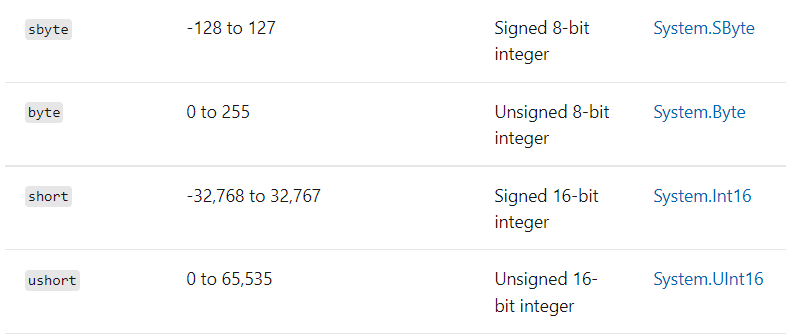 sbyte -128 to 127 Signed 8-bit System.SByte
integer
byte 0 to 255 Unsigned 8-bit System.Byte
integer
short -32,768 to 32,767 Signed 16-bit System.Int16
integer
ushort 0 to 65,535 Unsigned 16- System.UInt16
bit integer